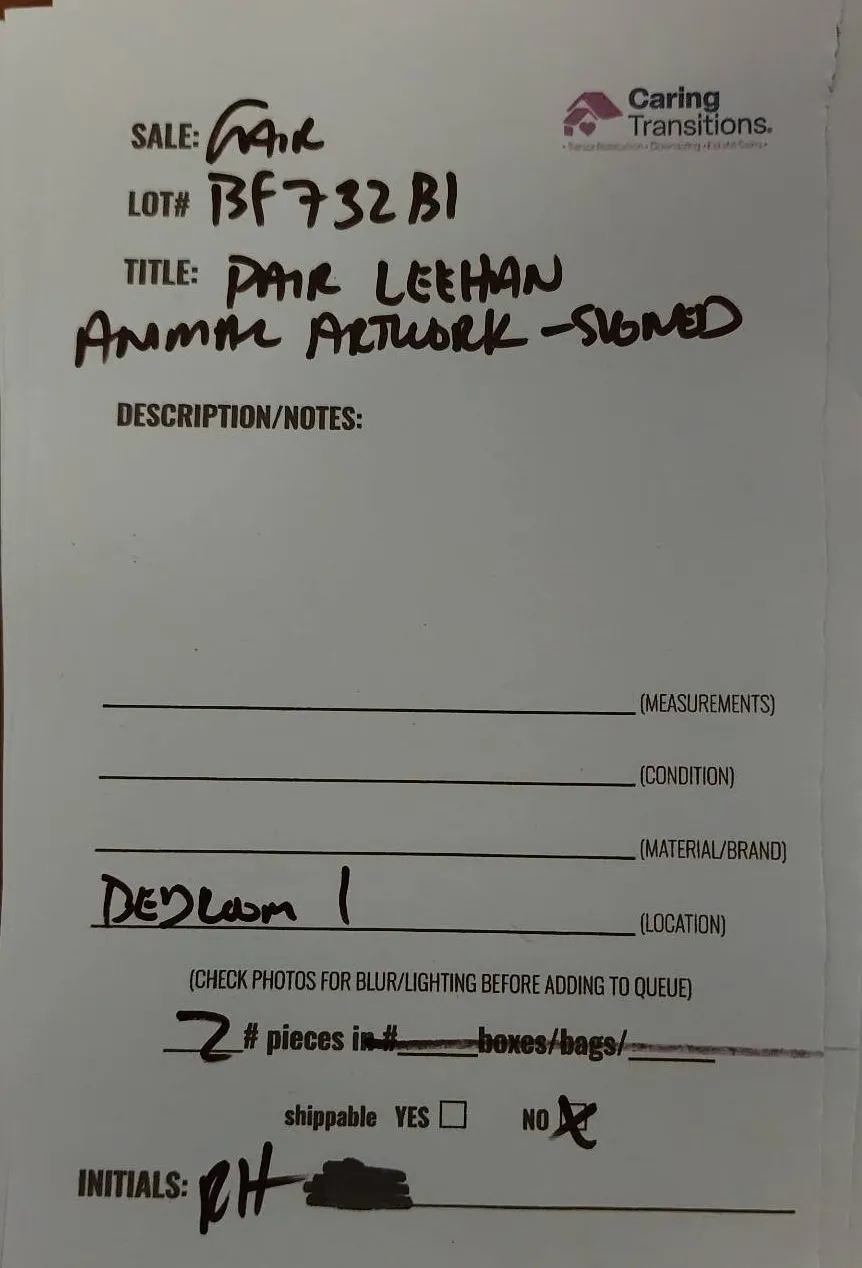 Caring
Transitions.
SALE: GAIR
LOT# BF732B1
TITLE: PAIR LEEHAN
ANIMAL ARTWORK - SIGNED
DESCRIPTION/NOTES:
(MEASUREMENTS)
(CONDITION)
(MATERIAL/BRAND)
BEDROOM 1 (LOCATION)
(CHECK PHOTOS FOR BLUR/LIGHTING BEFORE ADDING TO QUEUE)
2 # pieces in # boxes/bags/
shippable YES NO X
INITIALS: RH